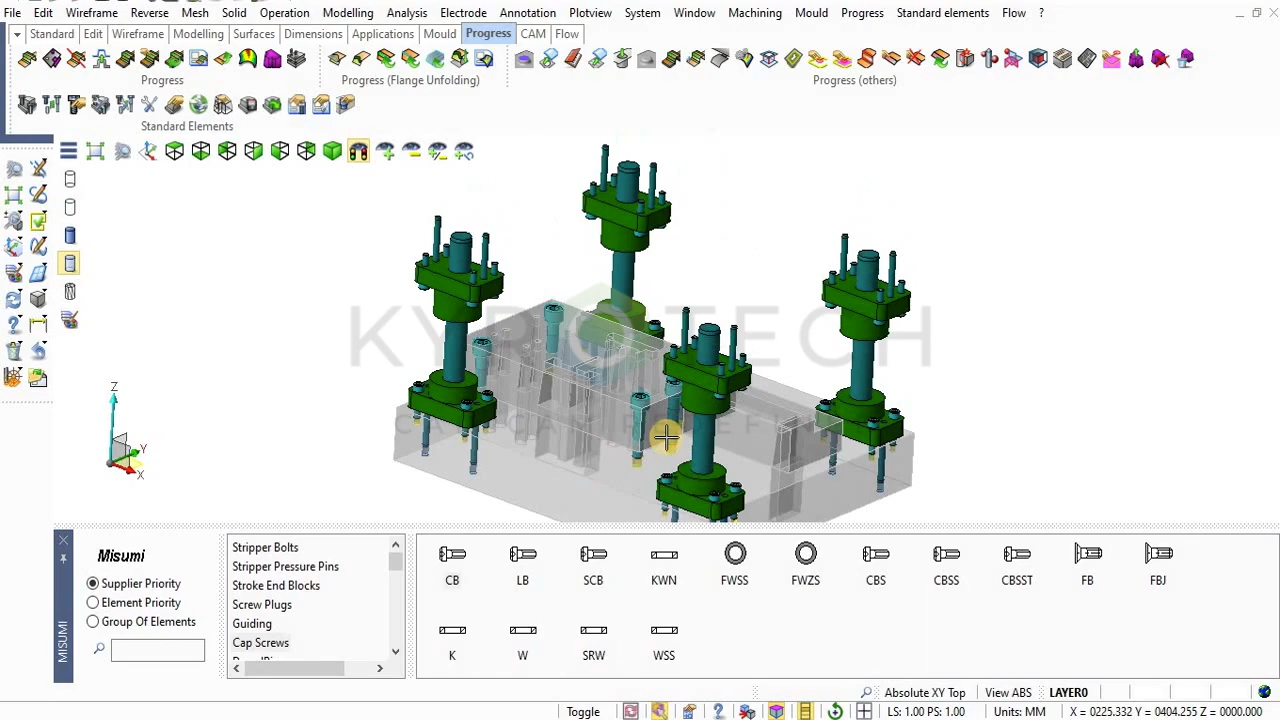 File Edit Wireframe Reverse Mesh Solid Operation Modelling Analysis Electrode Annotation Plotview System Window Machining Mould Progress Standard elements Flow ?
Standard Edit Wireframe Modelling Surfaces Dimensions Applications Mould Progress CAM Flow
Progress Progress (Flange Unfolding) Progress (others)
Standard Elements
KYROTECH
Z
Y
X
Misumi
Supplier Priority
Element Priority
Group Of Elements
MISUMI
Stripper Bolts
Stripper Pressure Pins
Stroke End Blocks
Screw Plugs
Guiding
Cap Screws
CB LB SCB KWN FWSS FWZS CBS CBSS CBSST FB FBJ
K W SRW WSS
Absolute XY Top View ABS LAYER0
Toggle LS: 1.00 PS: 1.00 Units: MM X = 0225.332 Y = 0404.255 Z = 0000.000